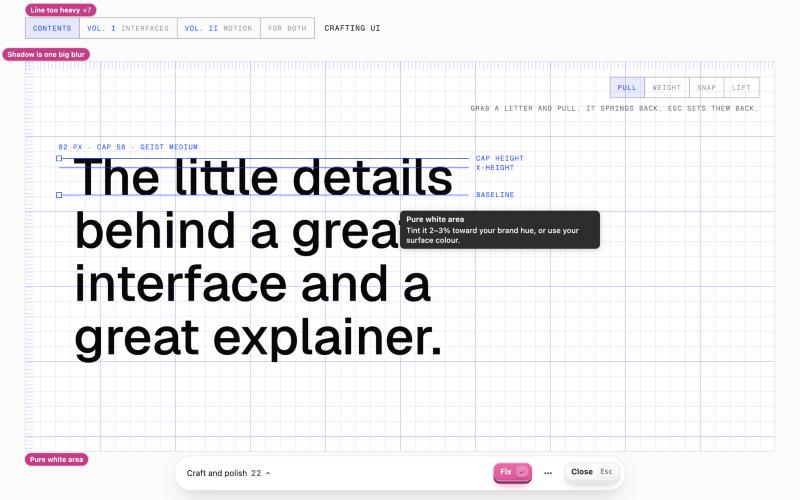 Line too heavy ×7
CONTENTS VOL. I INTERFACES VOL. II MOTION FOR BOTH CRAFTING UI
Shadow is one big blur
PULL WEIGHT SNAP LIFT
GRAB A LETTER AND PULL. IT SPRINGS BACK. ESC SETS THEM BACK.
82 PX · CAP 58 · GEIST MEDIUM
CAP HEIGHT
X-HEIGHT
BASELINE
The little details
behind a grea
interface and a
great explainer.
Pure white area
Tint it 2–3% toward your brand hue, or use your
surface colour.
Pure white area
Craft and polish 22
Fix ↵ ··· Close Esc